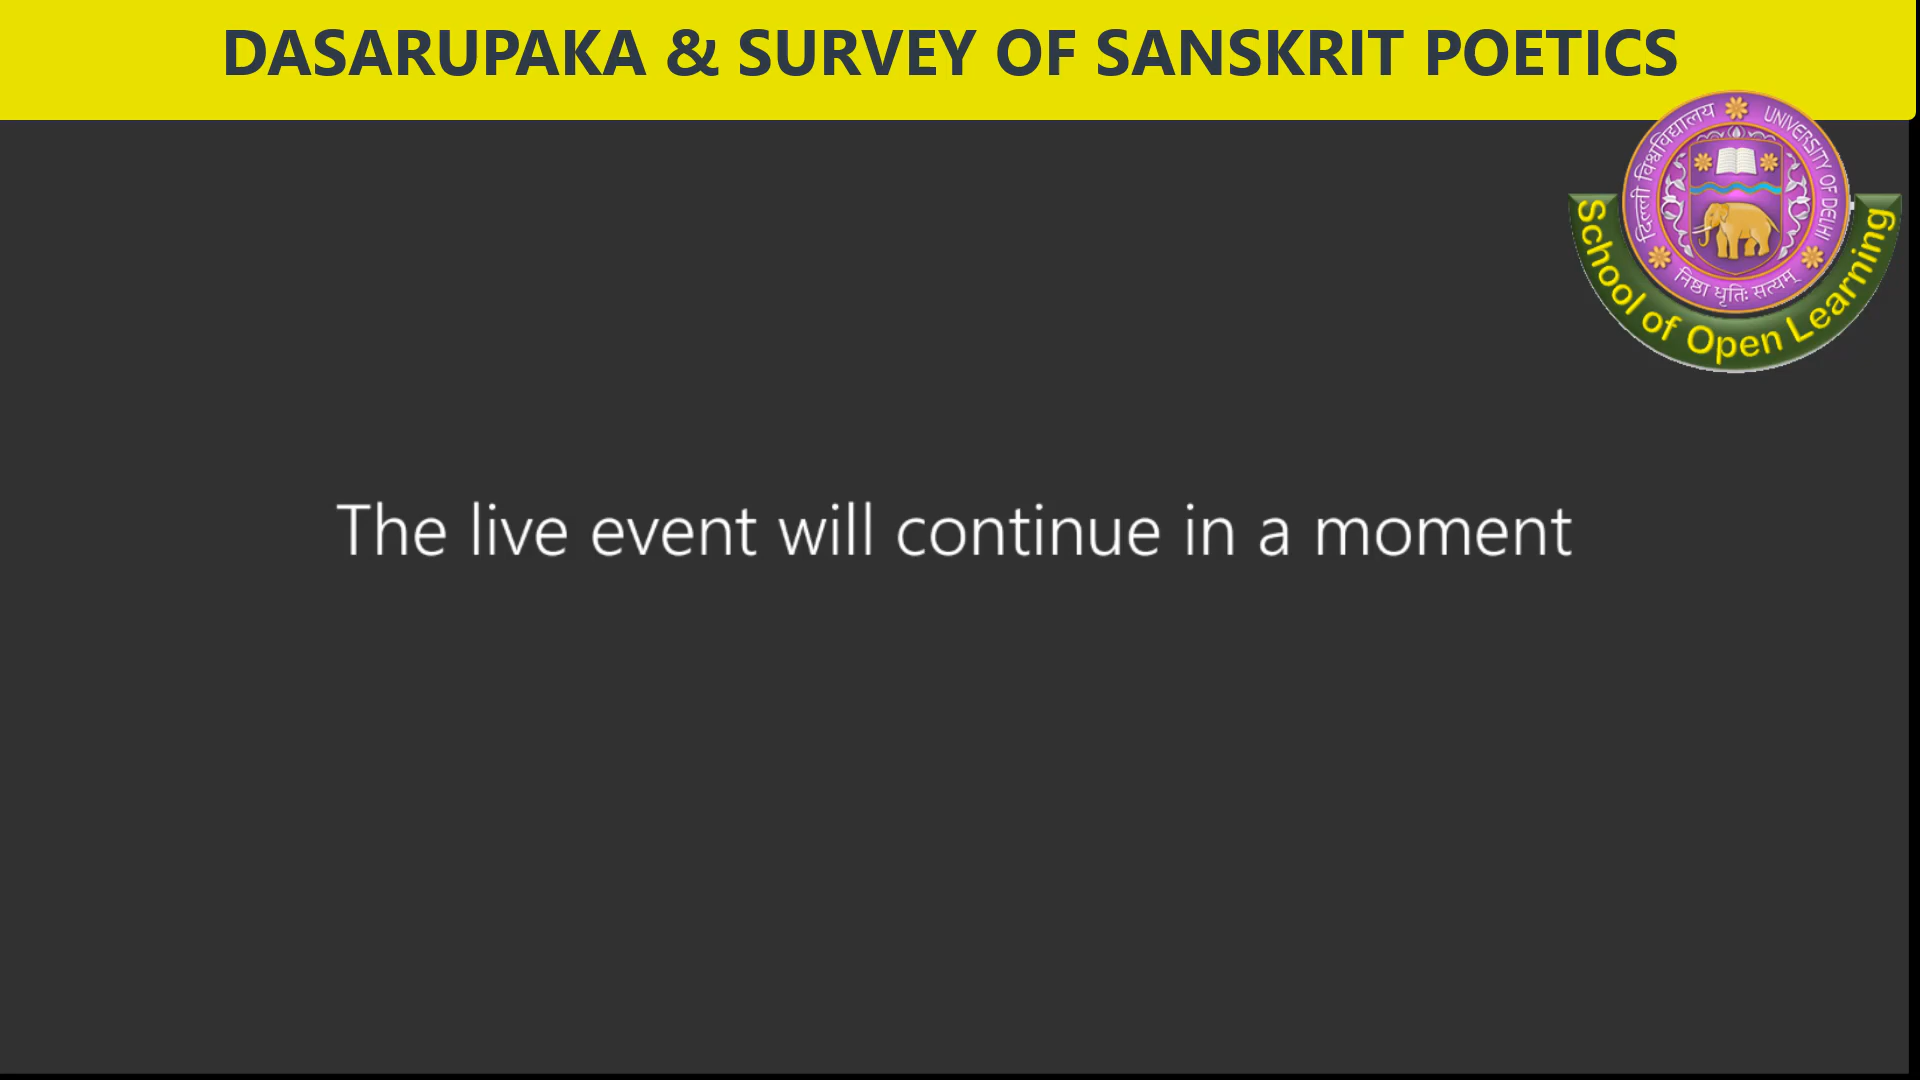 DASARUPAKA & SURVEY OF SANSKRIT POETICS
दिल्ली विश्वविद्यालय
UNIVERSITY OF DELHI
निष्ठा धृतिः सत्यम्
School of Open Learning
The live event will continue in a moment